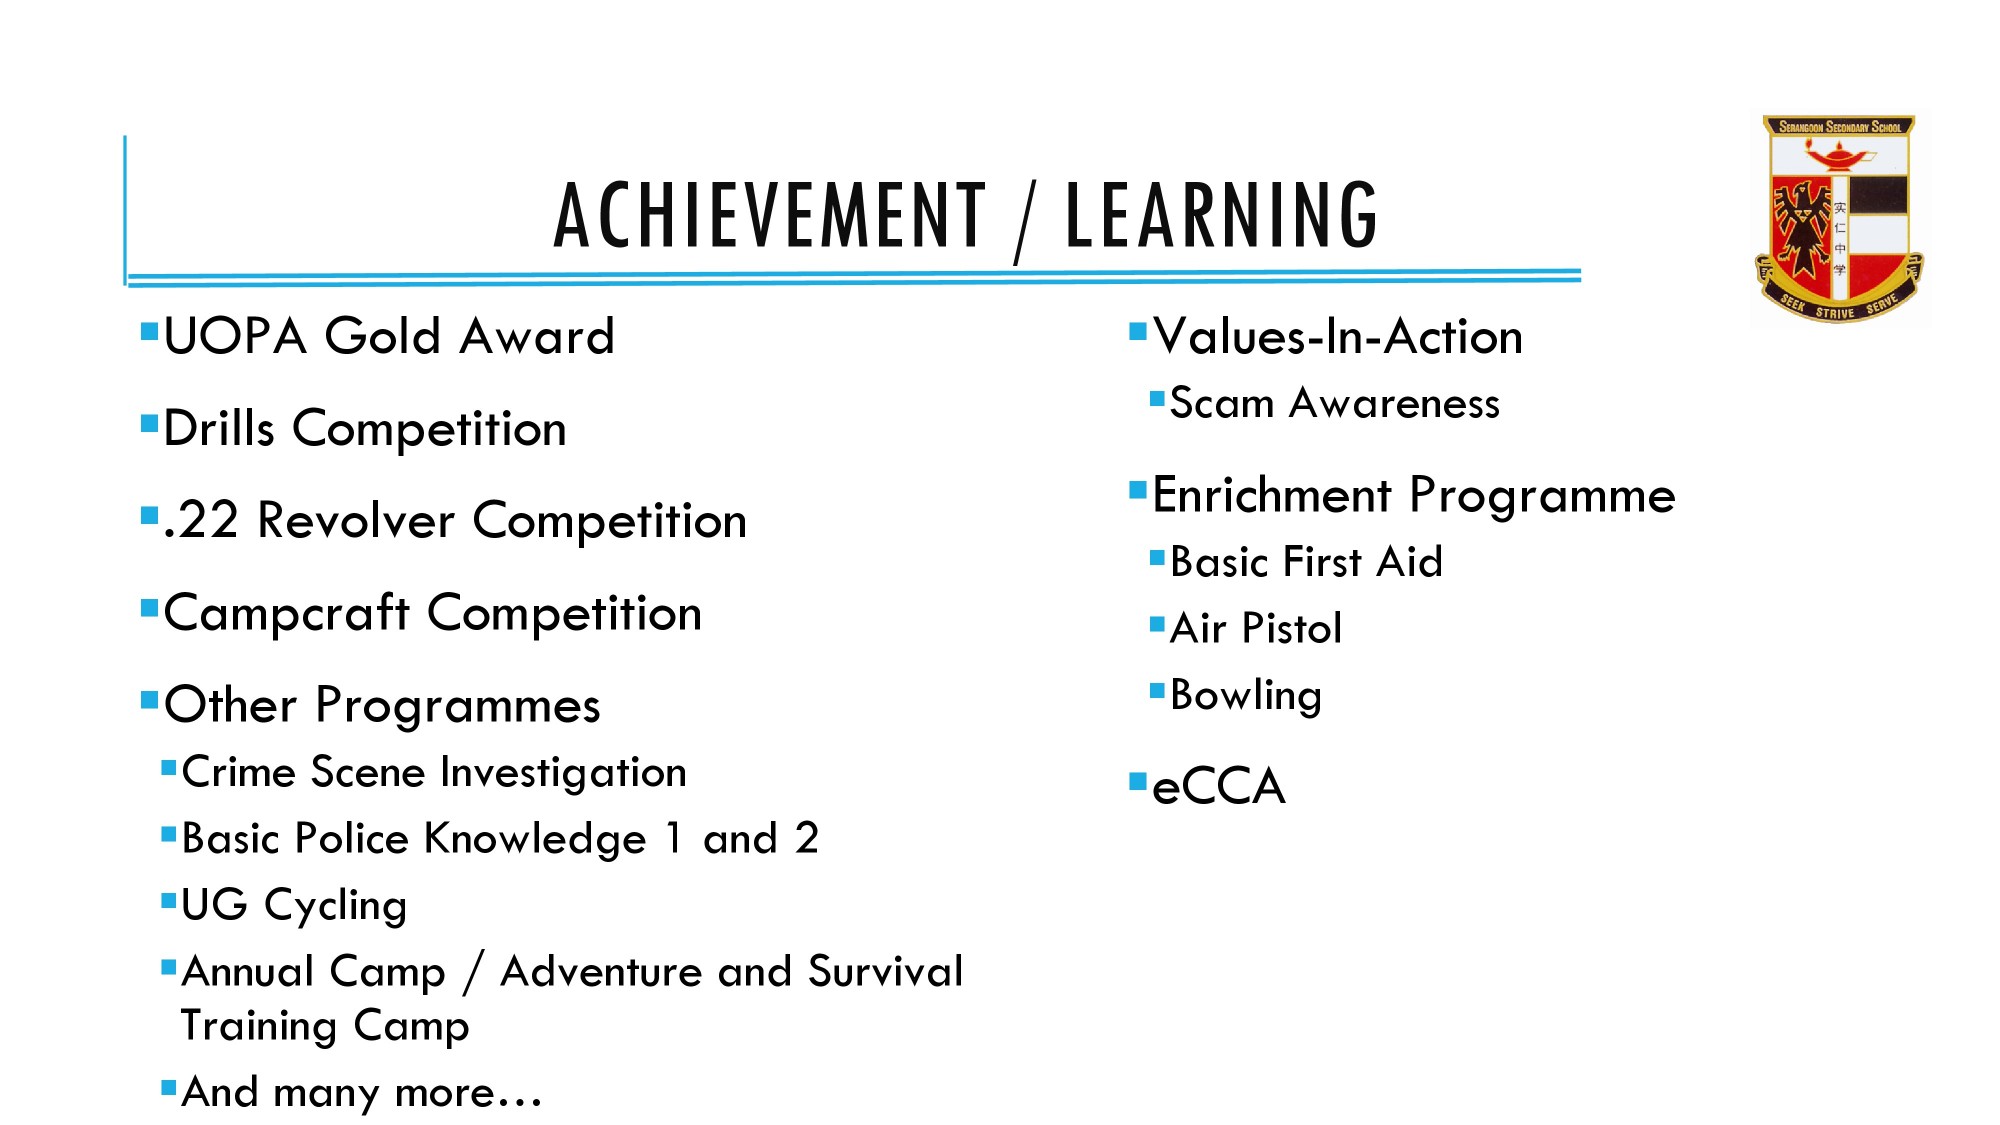 SERANGOON SECONDARY SCHOOL
实仁中学
SEEK STRIVE SERVE
ACHIEVEMENT / LEARNING
▪UOPA Gold Award
▪Drills Competition
▪.22 Revolver Competition
▪Campcraft Competition
▪Other Programmes
▪Crime Scene Investigation
▪Basic Police Knowledge 1 and 2
▪UG Cycling
▪Annual Camp / Adventure and Survival
Training Camp
▪And many more...
▪Values-In-Action
▪Scam Awareness
▪Enrichment Programme
▪Basic First Aid
▪Air Pistol
▪Bowling
▪eCCA